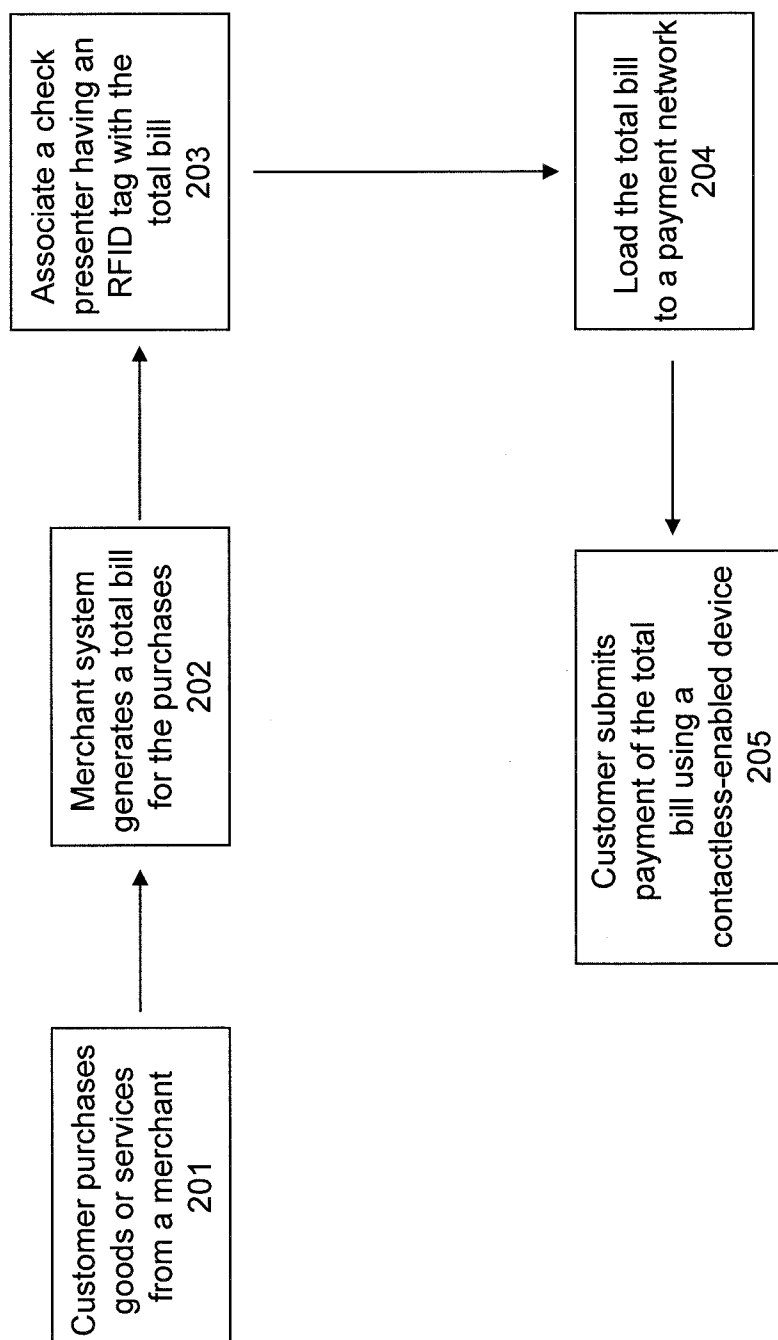 Customer purchases
goods or services
from a merchant
201
Merchant system
generates a total bill
for the purchases
202
Associate a check
presenter having an
RFID tag with the
total bill
203
Load the total bill
to a payment network
204
Customer submits
payment of the total
bill using a
contactless-enabled device
205